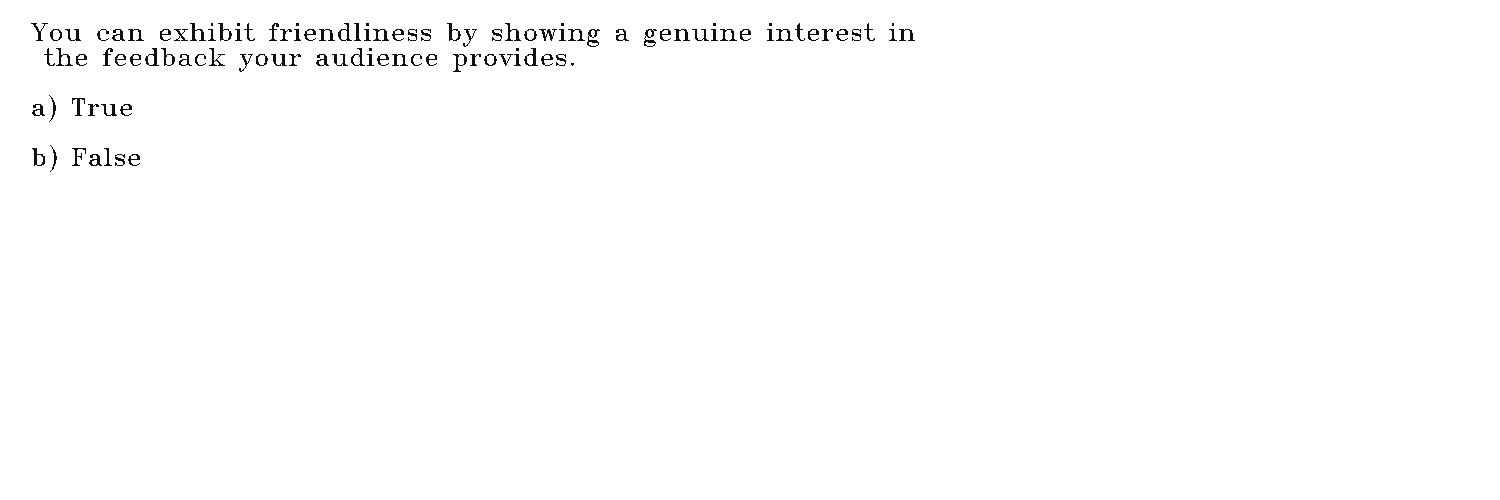 You can exhibit friendliness by showing a genuine interest in
the feedback your audience provides.
a) True
b) False